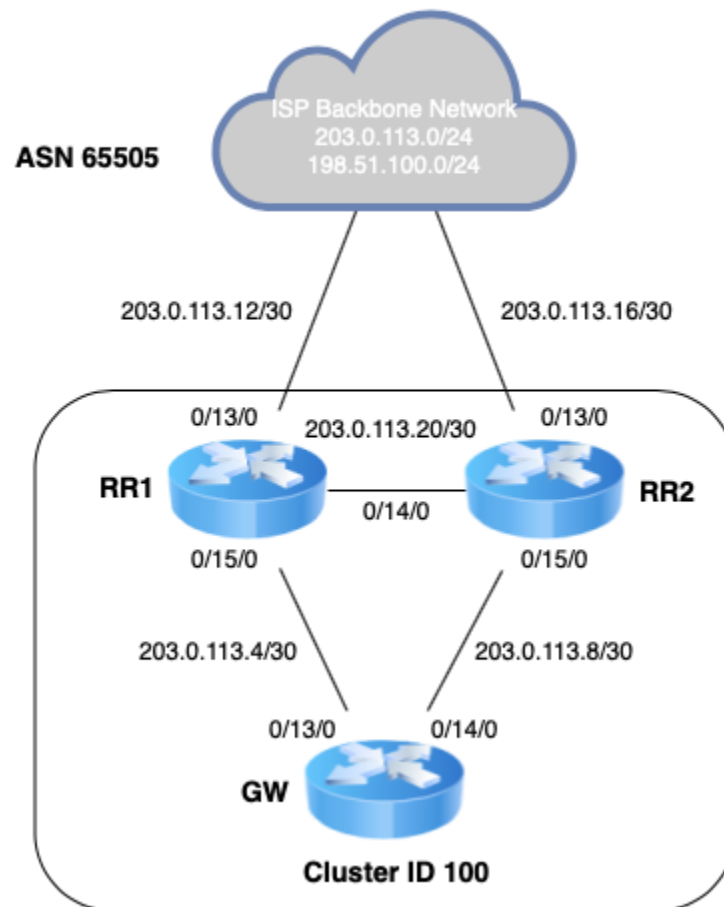 ISP Backbone Network
203.0.113.0/24
198.51.100.0/24
ASN 65505
203.0.113.12/30
203.0.113.16/30
0/13/0
0/13/0
203.0.113.20/30
RR1
RR2
0/14/0
0/15/0
0/15/0
203.0.113.4/30
203.0.113.8/30
0/13/0
0/14/0
GW
Cluster ID 100